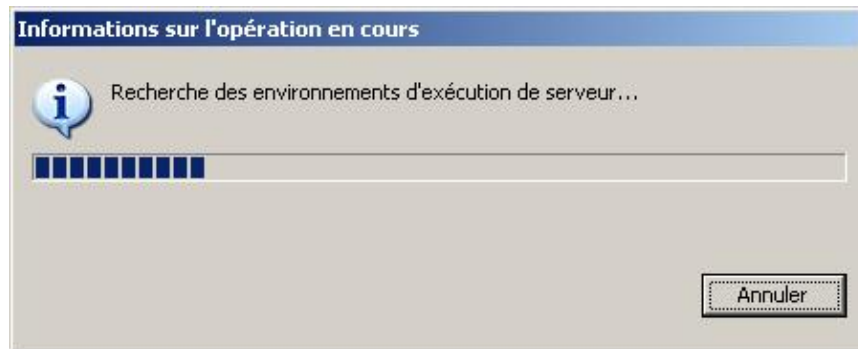 Informations sur l'opération en cours
Recherche des environnements d'exécution de serveur...
Annuler